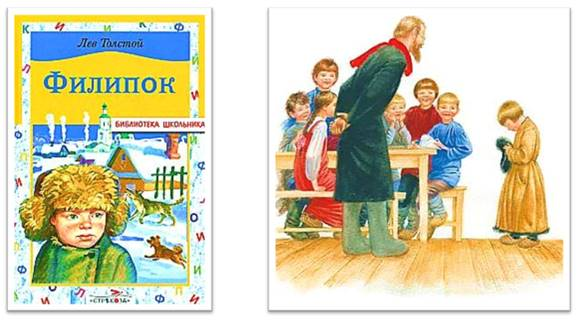 Лев Толстой
Филипок
БИБЛИОТЕКА ШКОЛЬНИКА
СТРЕКОЗА